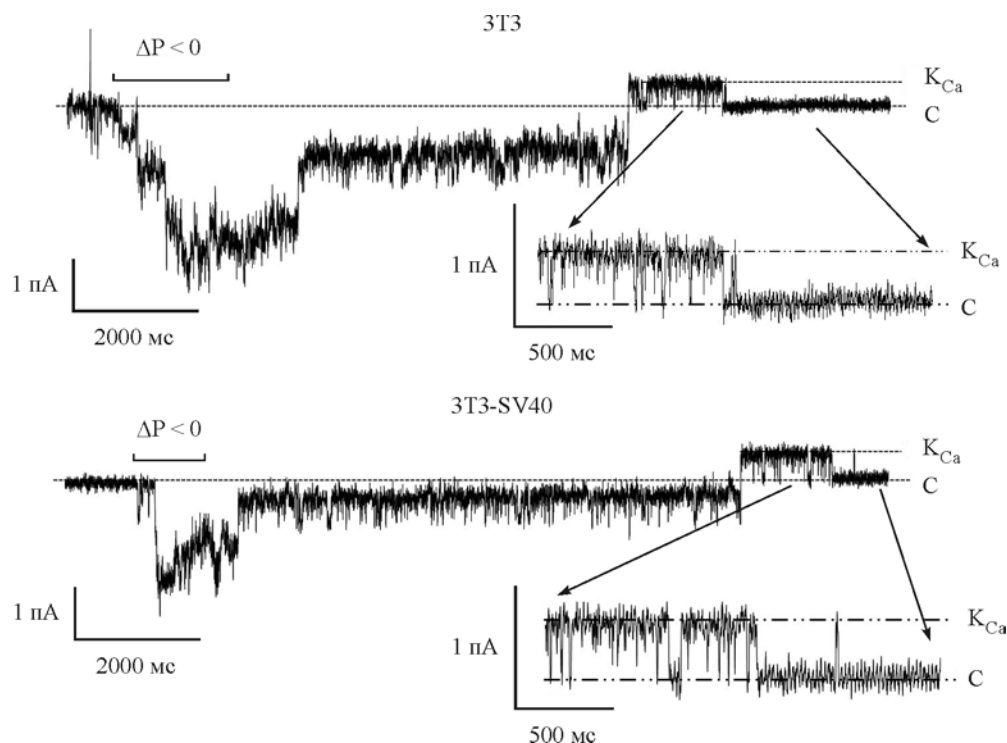 3T3
ΔP < 0
K_Ca
C
K_Ca
C
1 пА
1 пА
2000 мс
500 мс
3T3-SV40
ΔP < 0
K_Ca
C
K_Ca
C
1 пА
1 пА
2000 мс
500 мс